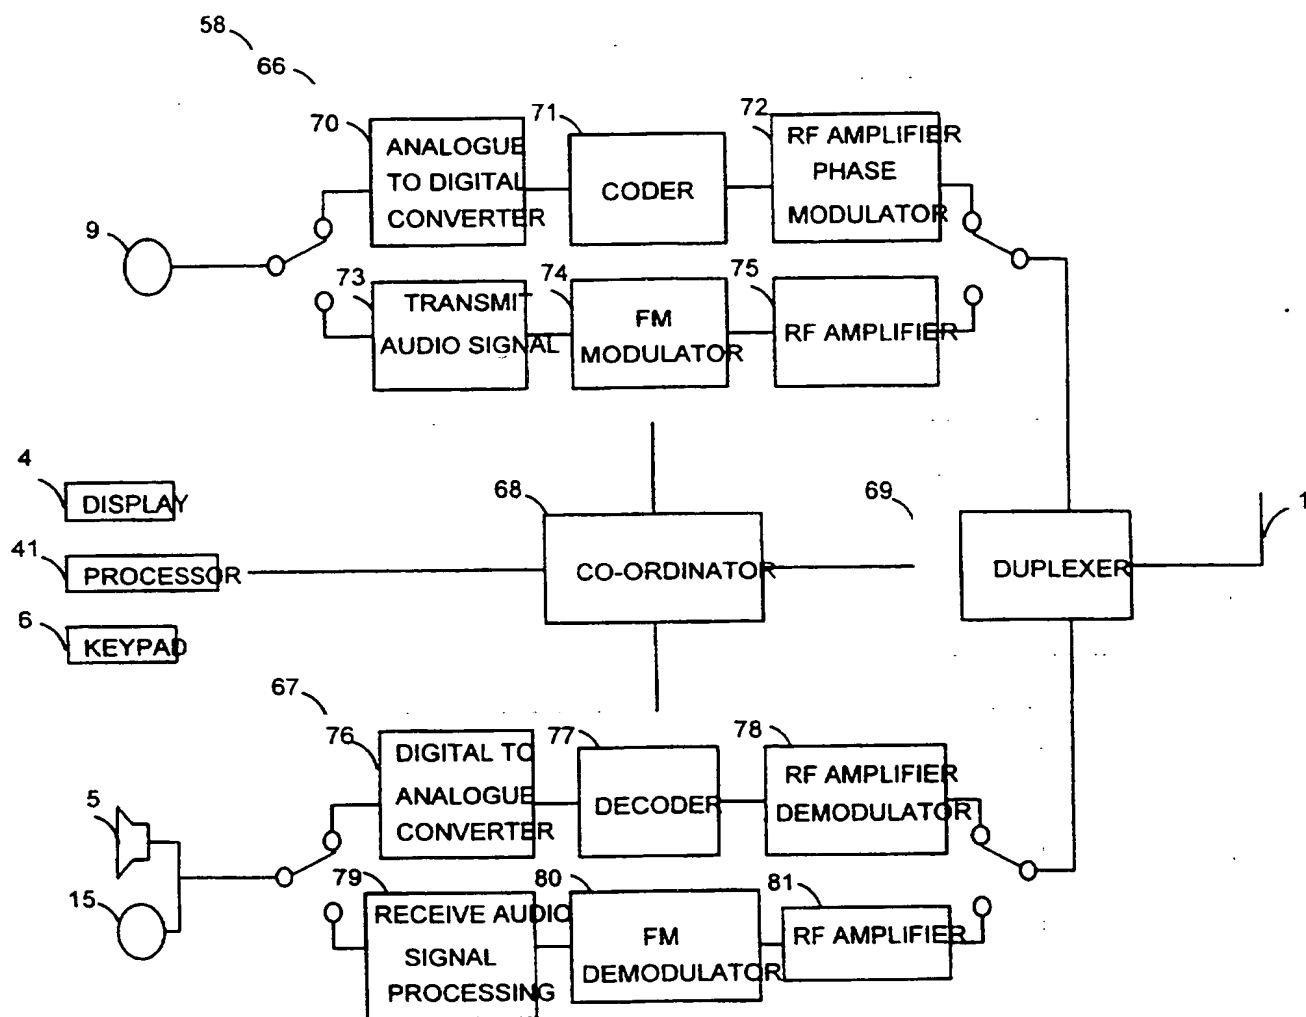 58
66
70
ANALOGUE
TO DIGITAL
CONVERTER
71
CODER
72
RF AMPLIFIER
PHASE
MODULATOR
9
73
TRANSMIT
AUDIO SIGNAL
74
FM
MODULATOR
75
RF AMPLIFIER
4
DISPLAY
41
PROCESSOR
6
KEYPAD
68
CO-ORDINATOR
69
DUPLEXER
1
67
76
DIGITAL TO
ANALOGUE
CONVERTER
77
DECODER
78
RF AMPLIFIER
DEMODULATOR
5
15
79
RECEIVE AUDIO
SIGNAL
PROCESSING
80
FM
DEMODULATOR
81
RF AMPLIFIER